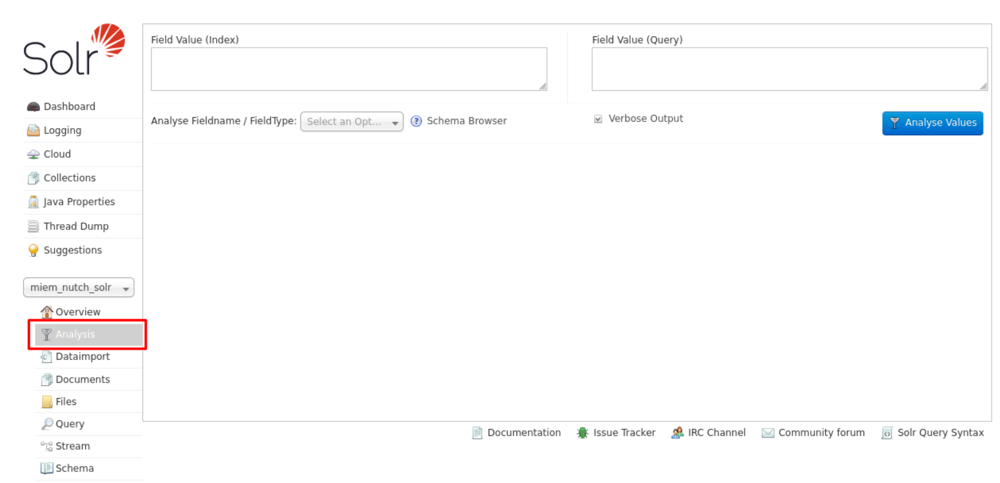 Solr
Dashboard
Logging
Cloud
Collections
Java Properties
Thread Dump
Suggestions
miem_nutch_solr
Overview
Analysis
Dataimport
Documents
Files
Query
Stream
Schema
Field Value (Index)
Field Value (Query)
Analyse Fieldname / FieldType: Select an Opt... ? Schema Browser
Verbose Output
Analyse Values
Documentation Issue Tracker IRC Channel Community forum Solr Query Syntax